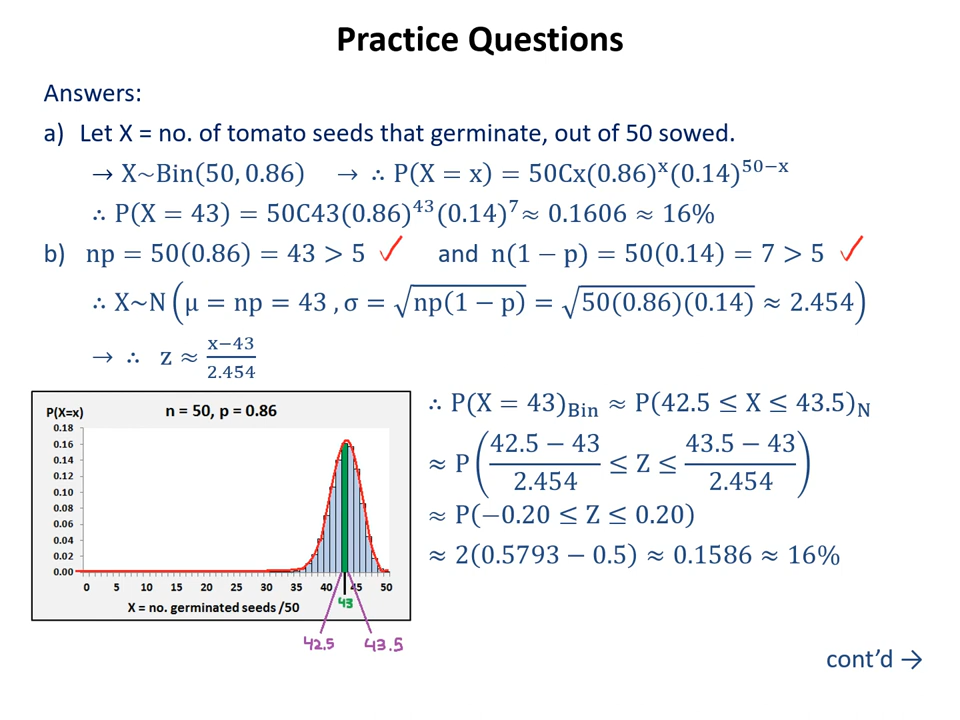 Practice Questions
Answers:
a) Let X = no. of tomato seeds that germinate, out of 50 sowed.
→ X~Bin(50, 0.86) → ∴ P(X = x) = 50Cx(0.86)ˣ(0.14)⁵⁰⁻ˣ
∴ P(X = 43) = 50C43(0.86)⁴³(0.14)⁷ ≈ 0.1606 ≈ 16%
b) np = 50(0.86) = 43 > 5 ✓ and n(1 − p) = 50(0.14) = 7 > 5 ✓
∴ X~N(μ = np = 43 , σ = √(np(1 − p)) = √(50(0.86)(0.14)) ≈ 2.454)
→ ∴ z ≈ (x−43)/2.454
P(X=x) n = 50, p = 0.86
0.18
0.16
0.14
0.12
0.10
0.08
0.06
0.04
0.02
0.00
0 5 10 15 20 25 30 35 40 45 50
43
X = no. germinated seeds /50
42.5 43.5
∴ P(X = 43)Bin ≈ P(42.5 ≤ X ≤ 43.5)N
≈ P((42.5 − 43)/2.454 ≤ Z ≤ (43.5 − 43)/2.454)
≈ P(−0.20 ≤ Z ≤ 0.20)
≈ 2(0.5793 − 0.5) ≈ 0.1586 ≈ 16%
cont’d →